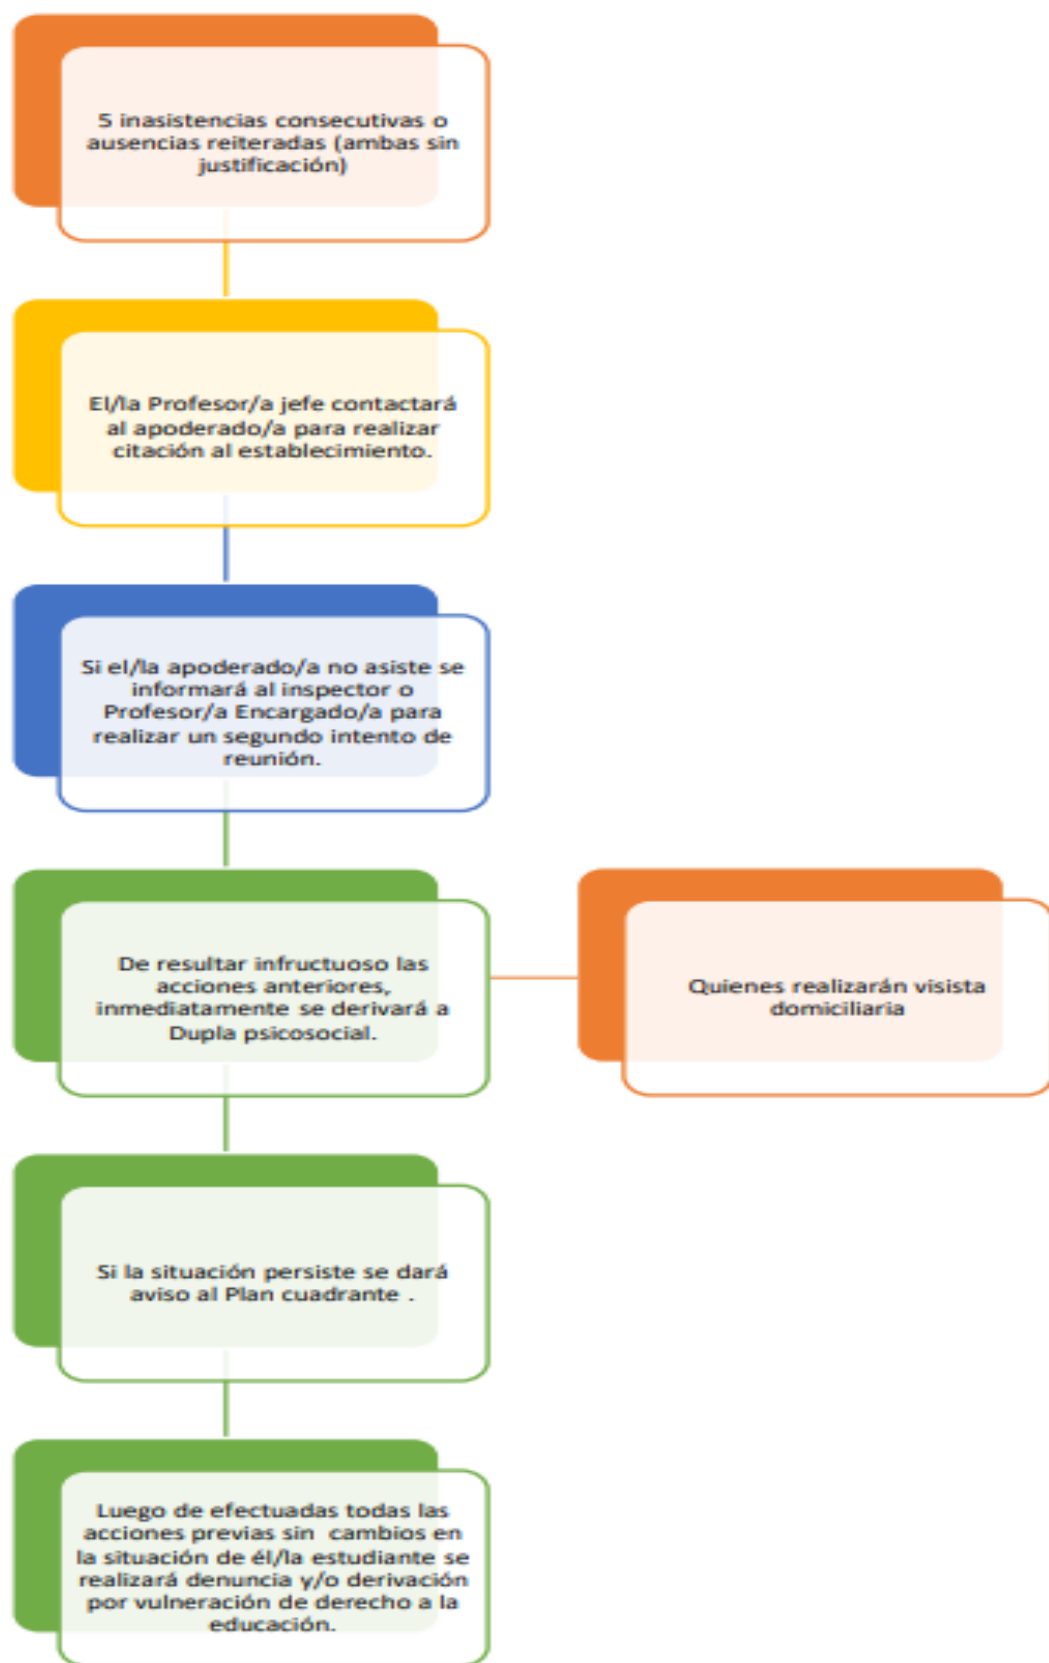 5 inasistencias consecutivas o
ausencias reiteradas (ambas sin
justificación)
El/la Profesor/a jefe contactará
al apoderado/a para realizar
citación al establecimiento.
Si el/la apoderado/a no asiste se
informará al inspector o
Profesor/a Encargado/a para
realizar un segundo intento de
reunión.
De resultar infructuoso las
acciones anteriores,
inmediatamente se derivará a
Dupla psicosocial.
Quienes realizarán visista
domiciliaria
Si la situación persiste se dará
aviso al Plan cuadrante .
Luego de efectuadas todas las
acciones previas sin  cambios en
la situación de él/la estudiante se
realizará denuncia y/o derivación
por vulneración de derecho a la
educación.